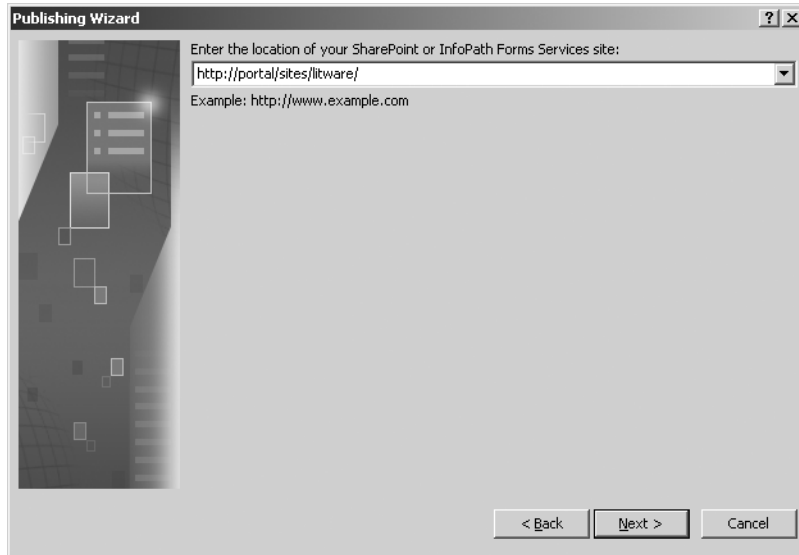 Publishing Wizard
Enter the location of your SharePoint or InfoPath Forms Services site:
http://portal/sites/litware/
Example: http://www.example.com
< Back
Next >
Cancel